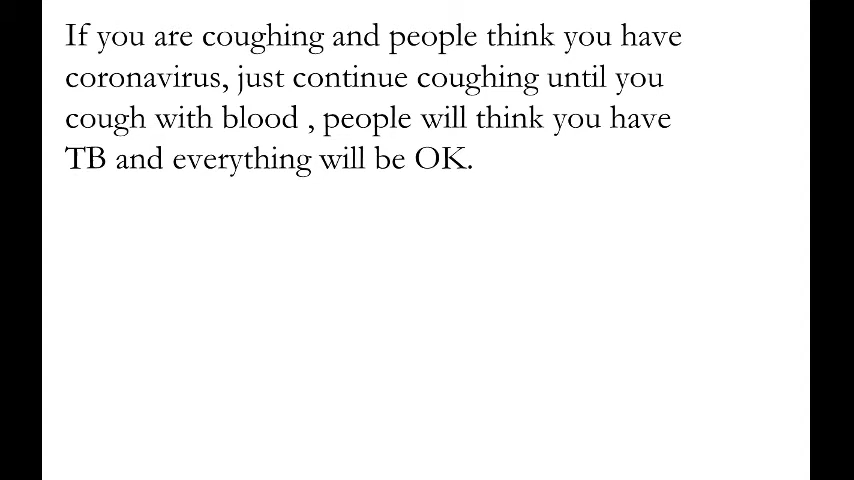 If you are coughing and people think you have
coronavirus, just continue coughing until you
cough with blood , people will think you have
TB and everything will be OK.